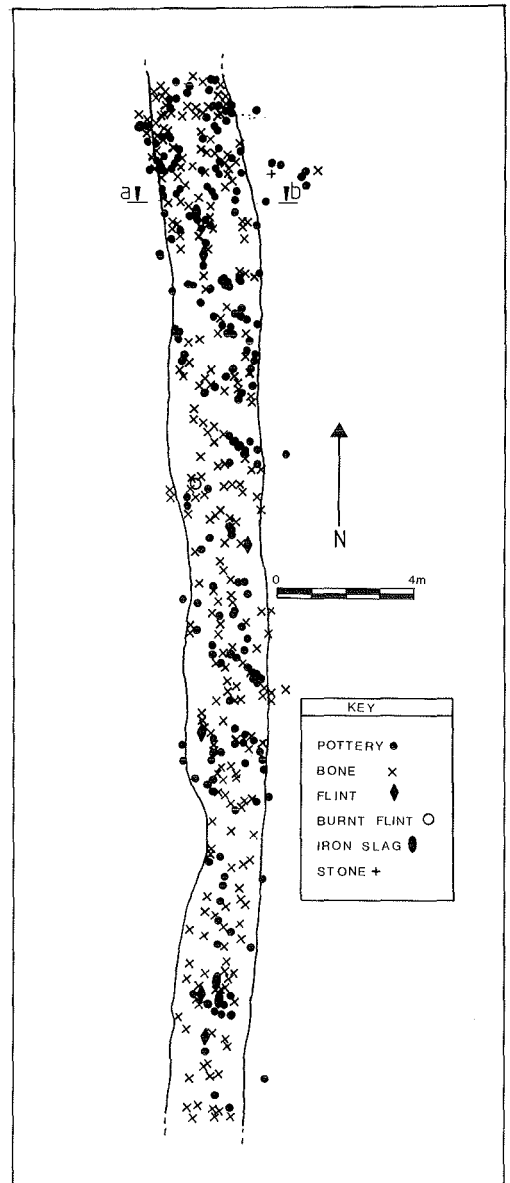 a b
N
0 4m
KEY
POTTERY
BONE
FLINT
BURNT FLINT
IRON SLAG
STONE